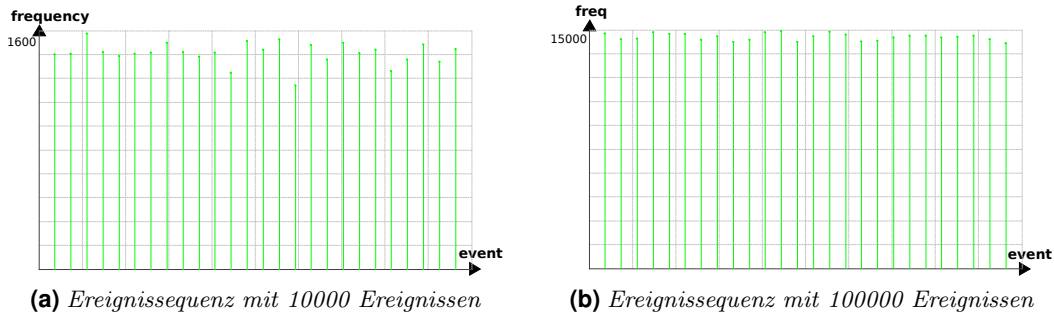 frequency
1600
event
(a) Ereignissequenz mit 10000 Ereignissen
freq
15000
event
(b) Ereignissequenz mit 100000 Ereignissen